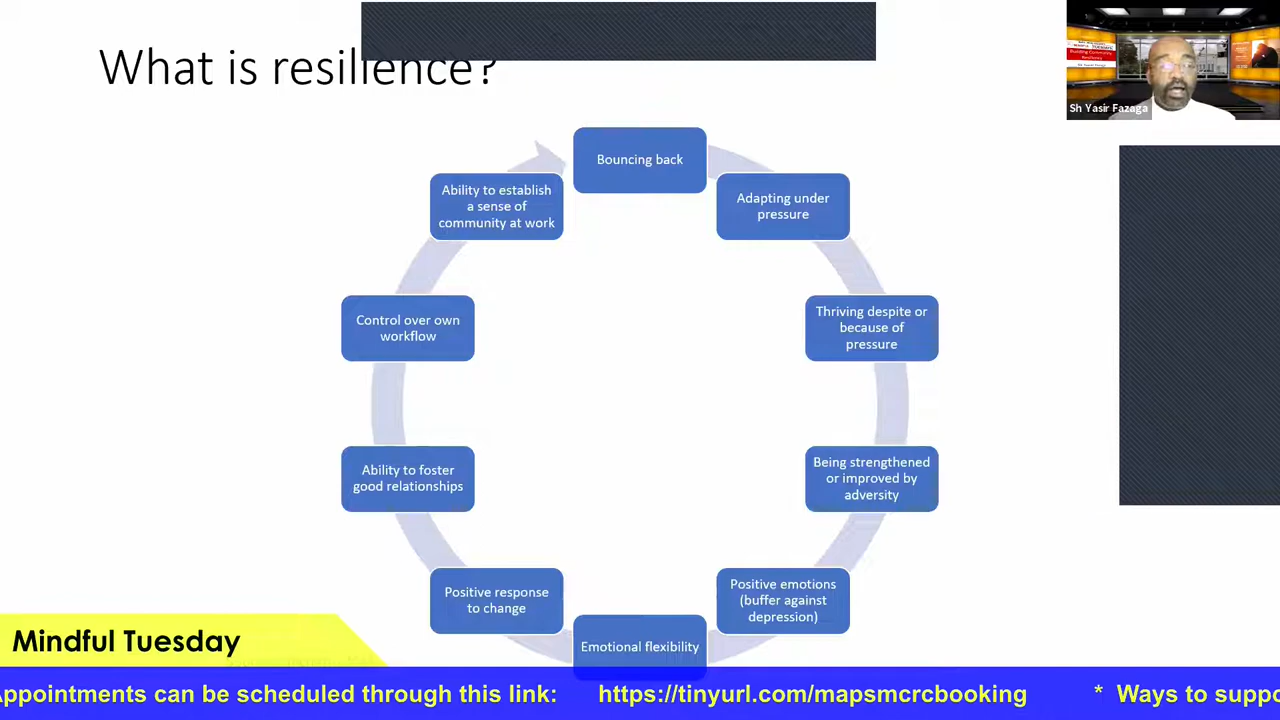 What is resilience?
Bouncing back
Adapting under
pressure
Thriving despite or
because of
pressure
Being strengthened
or improved by
adversity
Positive emotions
(buffer against
depression)
Emotional flexibility
Positive response
to change
Ability to foster
good relationships
Control over own
workflow
Ability to establish
a sense of
community at work
Sh Yasir Fazaga
Mindful Tuesday
Appointments can be scheduled through this link: https://tinyurl.com/mapsmcrcbooking * Ways to suppo